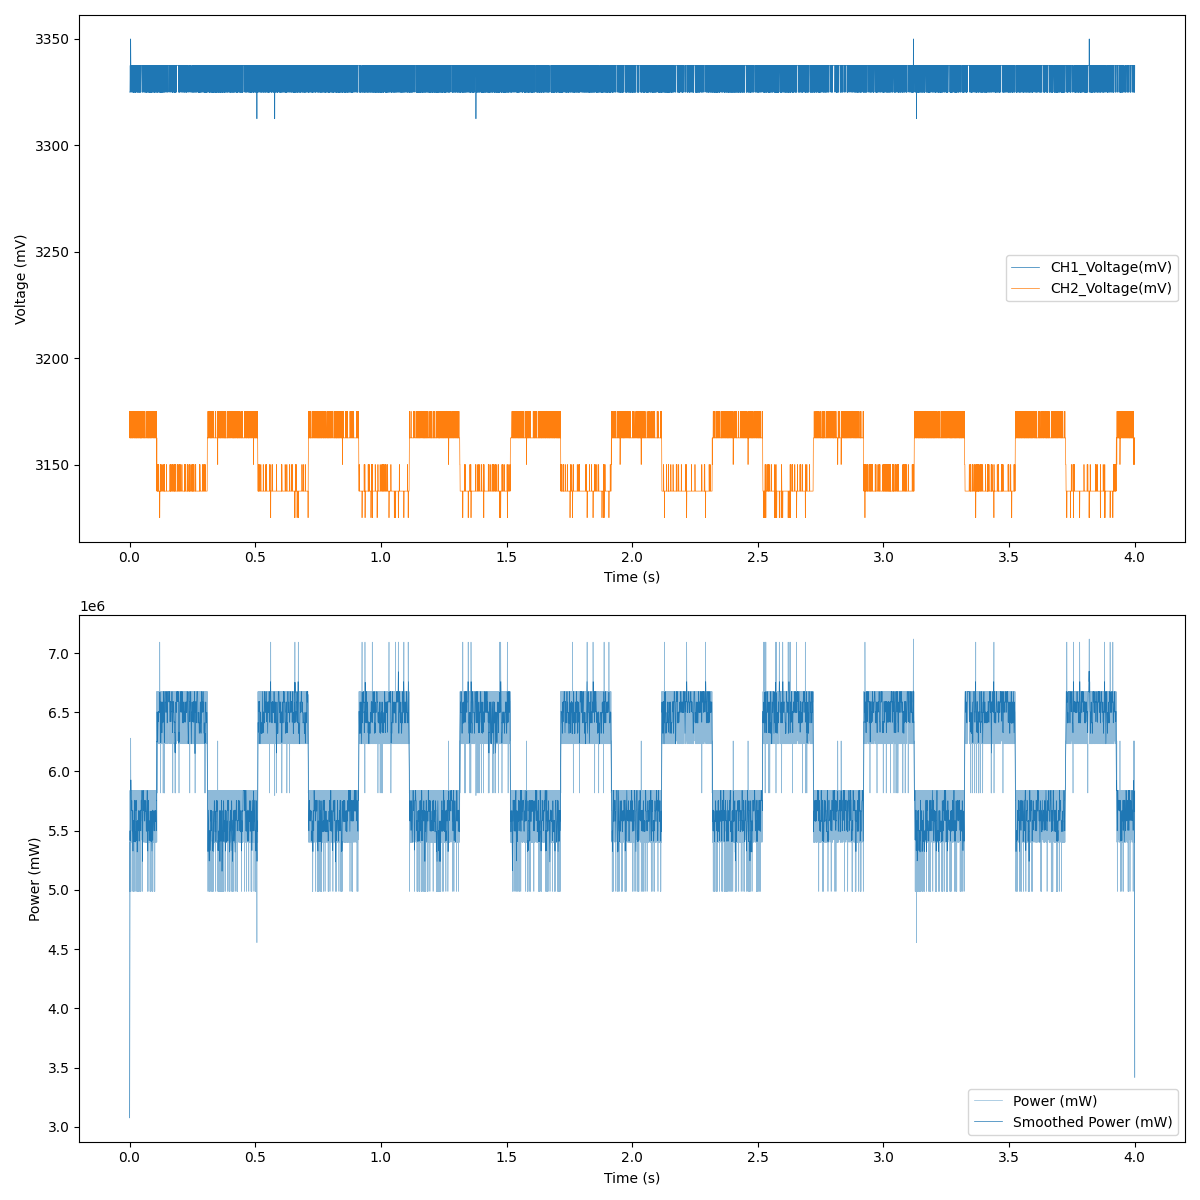 3350
3300
3250
3200
3150
Voltage (mV)
CH1_Voltage(mV)
CH2_Voltage(mV)
0.0 0.5 1.0 1.5 2.0 2.5 3.0 3.5 4.0
Time (s)
1e6
7.0
6.5
6.0
5.5
5.0
4.5
4.0
3.5
3.0
Power (mW)
Power (mW)
Smoothed Power (mW)
0.0 0.5 1.0 1.5 2.0 2.5 3.0 3.5 4.0
Time (s)